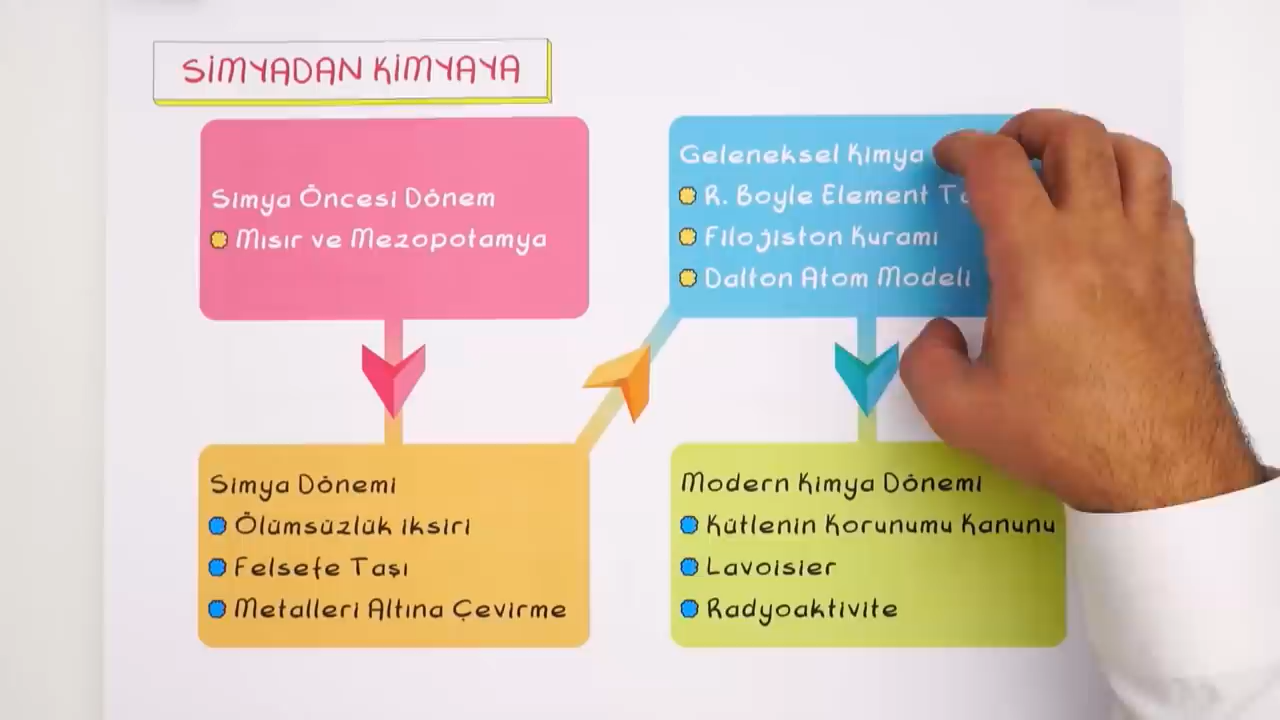 SİMYADAN KİMYAYA
Simya Öncesi Dönem
Mısır ve Mezopotamya
Simya Dönemi
Ölümsüzlük iksiri
Felsefe Taşı
Metalleri Altına Çevirme
Geleneksel Kimya
R. Boyle Element
Filojiston Kuramı
Dalton Atom Modeli
Modern Kimya Dönemi
Kütlenin Korunumu Kanunu
Lavoisier
Radyoaktivite